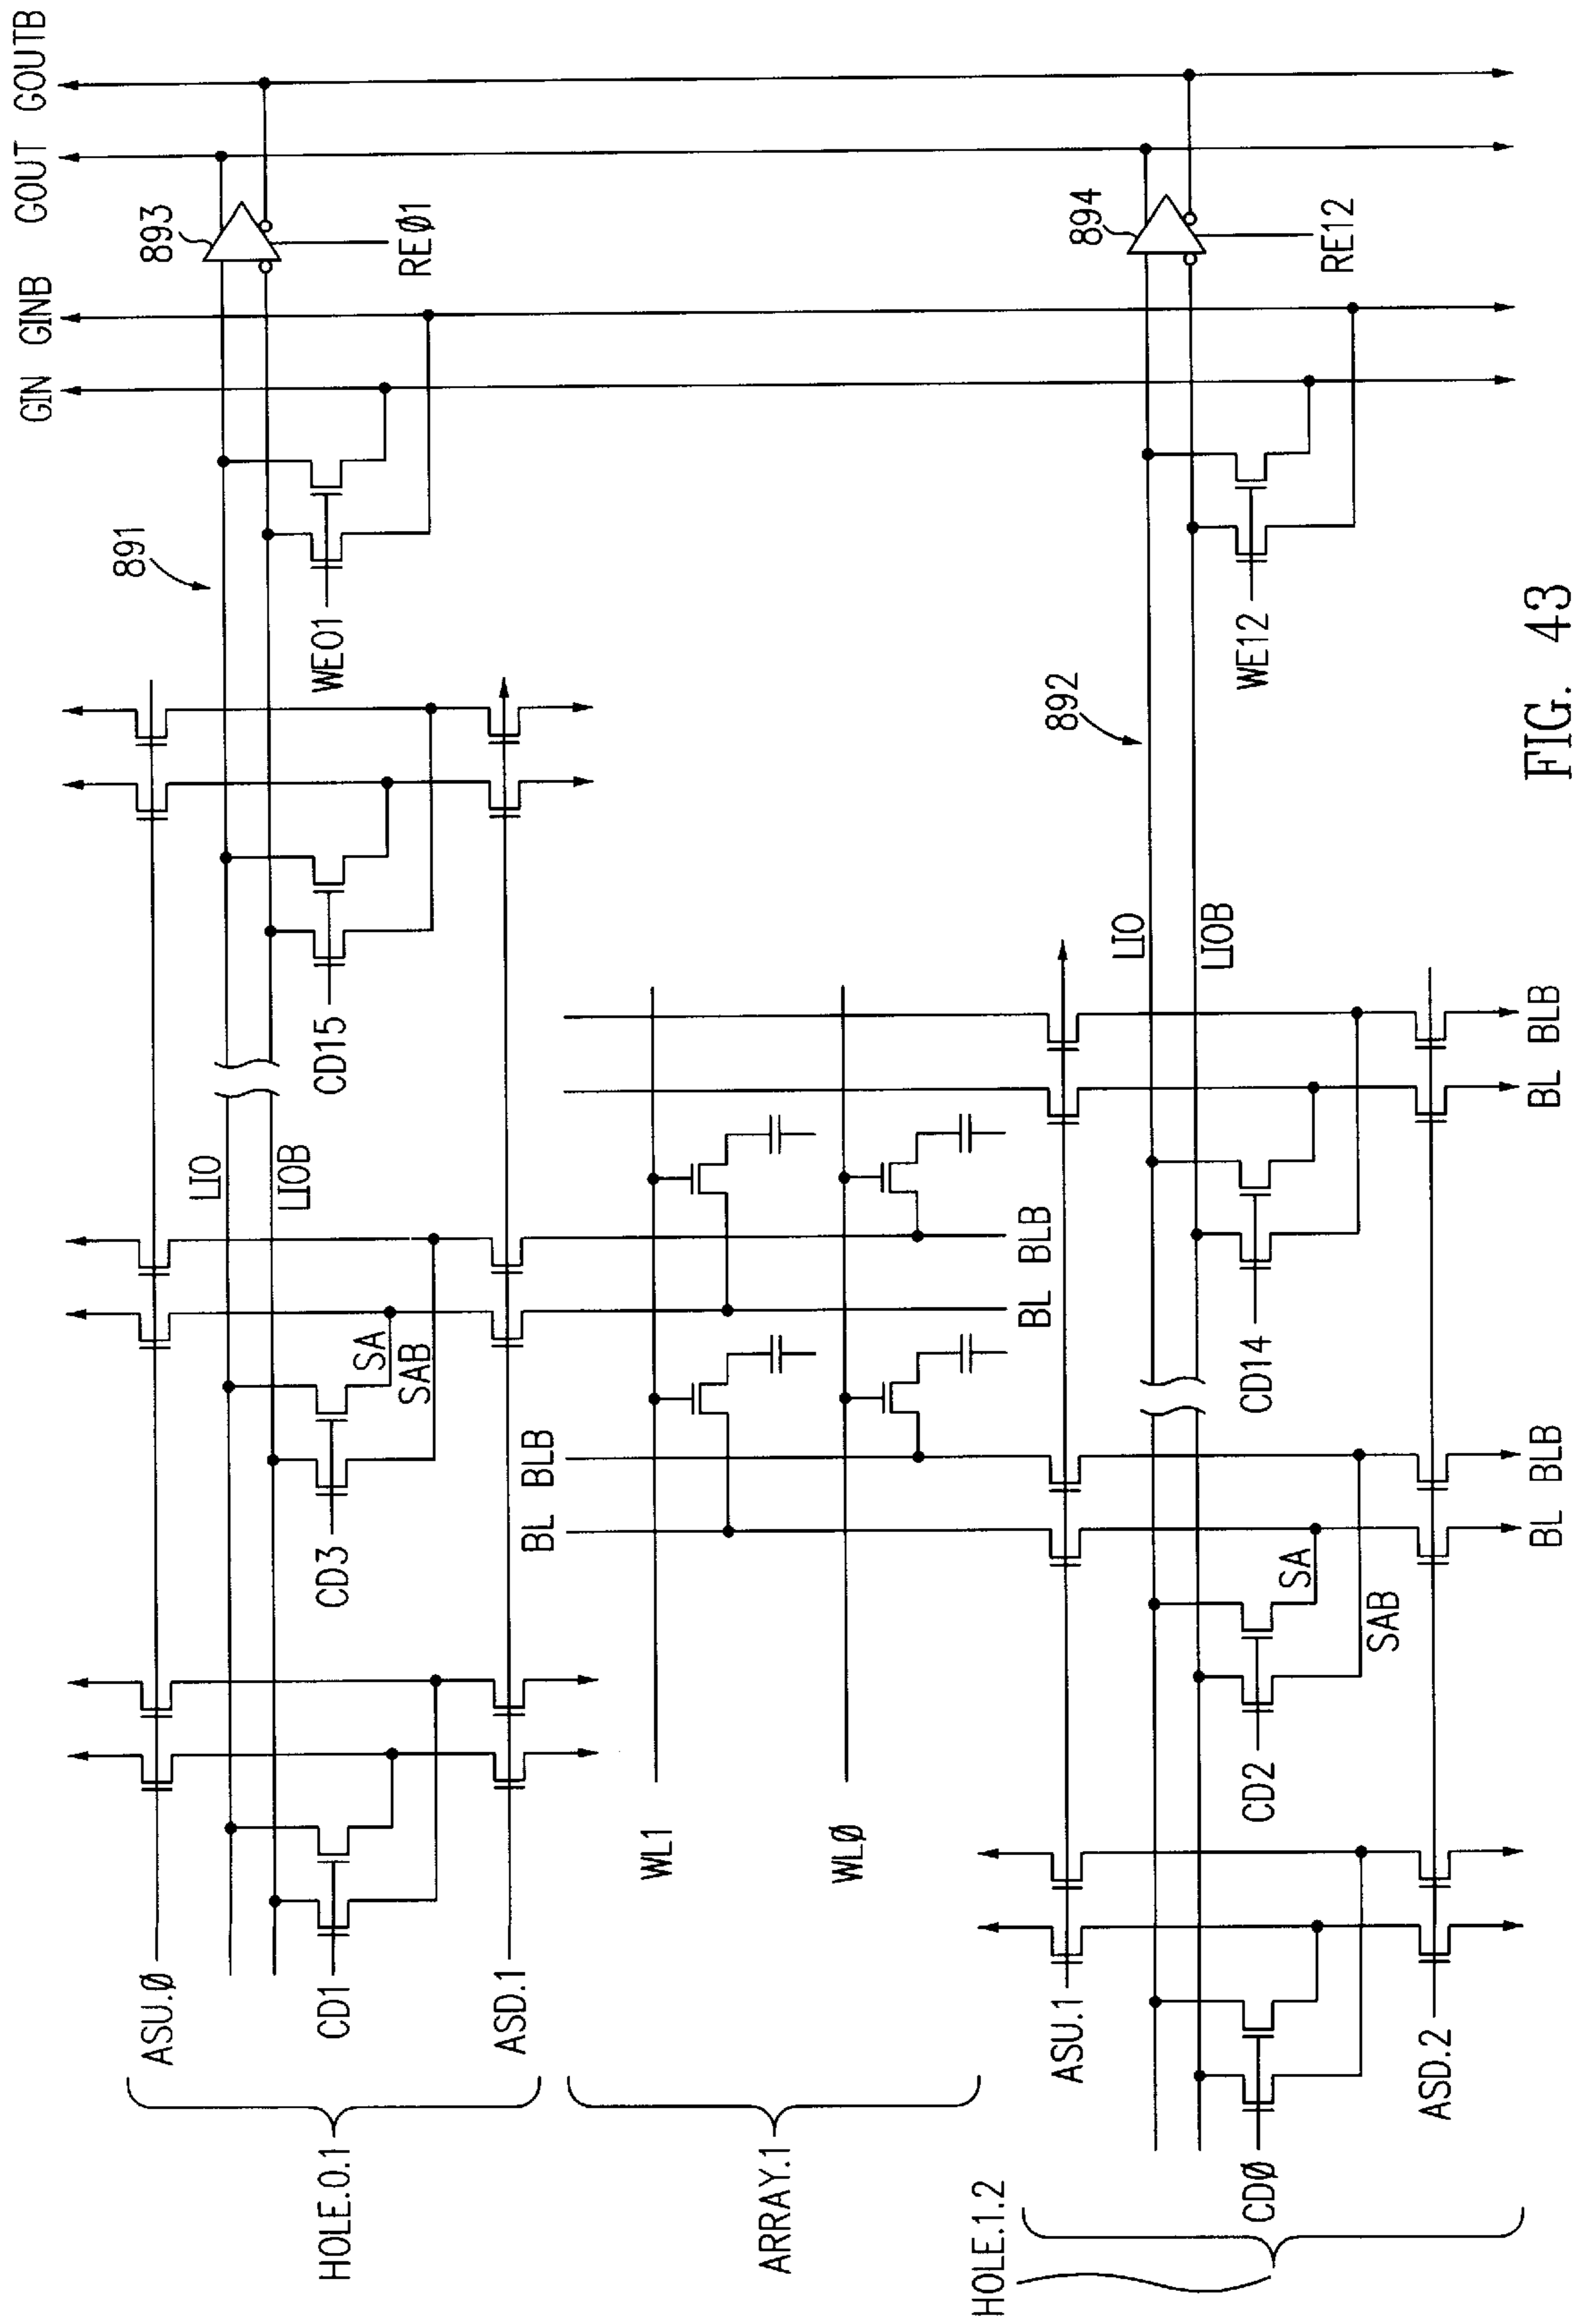 GIN GINB GOUT GOUTB
893
RE Ø1
891
WE01
CD15
LIO
LIOB
SA
SAB
CD3
CD1
ASU.Ø
ASD.1
HOLE.0.1
BL BLB
BL BLB
WL1
WLØ
ARRAY.1
894
RE12
892
WE12
LIO
LIOB
CD14
SA
SAB
CD2
CDØ
ASU.1
ASD.2
HOLE.1.2
BL BLB
BL BLB
FIG. 43